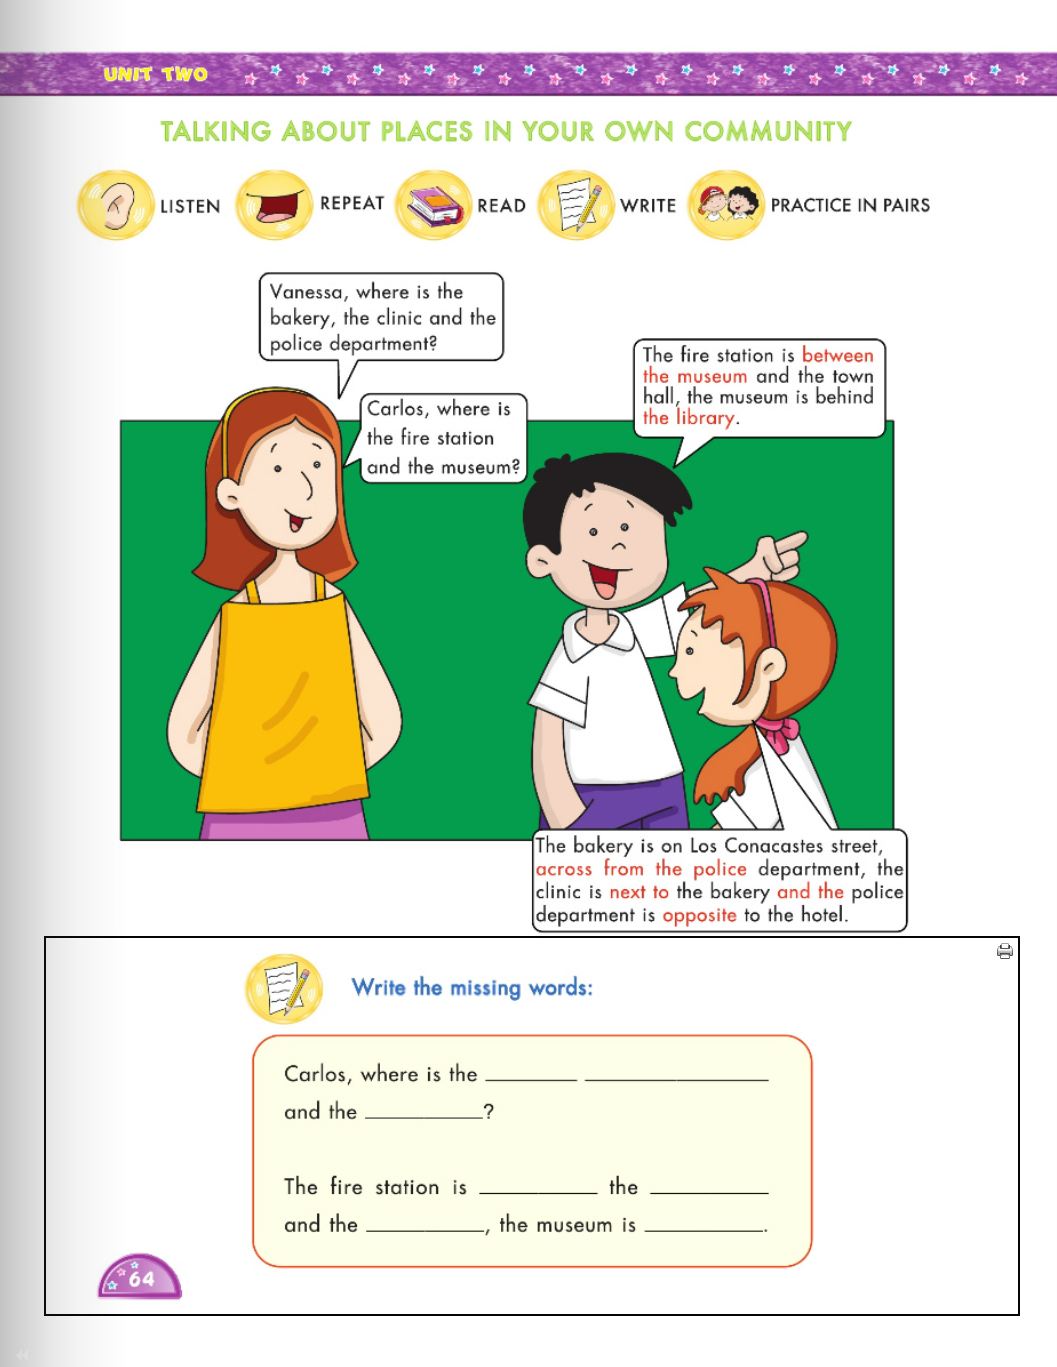 UNIT TWO
TALKING ABOUT PLACES IN YOUR OWN COMMUNITY
LISTEN REPEAT READ WRITE PRACTICE IN PAIRS
Vanessa, where is the
bakery, the clinic and the
police department?
Carlos, where is
the fire station
and the museum?
The fire station is between
the museum and the town
hall, the museum is behind
the library.
The bakery is on Los Conacastes street,
across from the police department, the
clinic is next to the bakery and the police
department is opposite to the hotel.
Write the missing words:
Carlos, where is the ________ ________________
and the __________?
The fire station is __________ the __________
and the __________, the museum is __________.
64